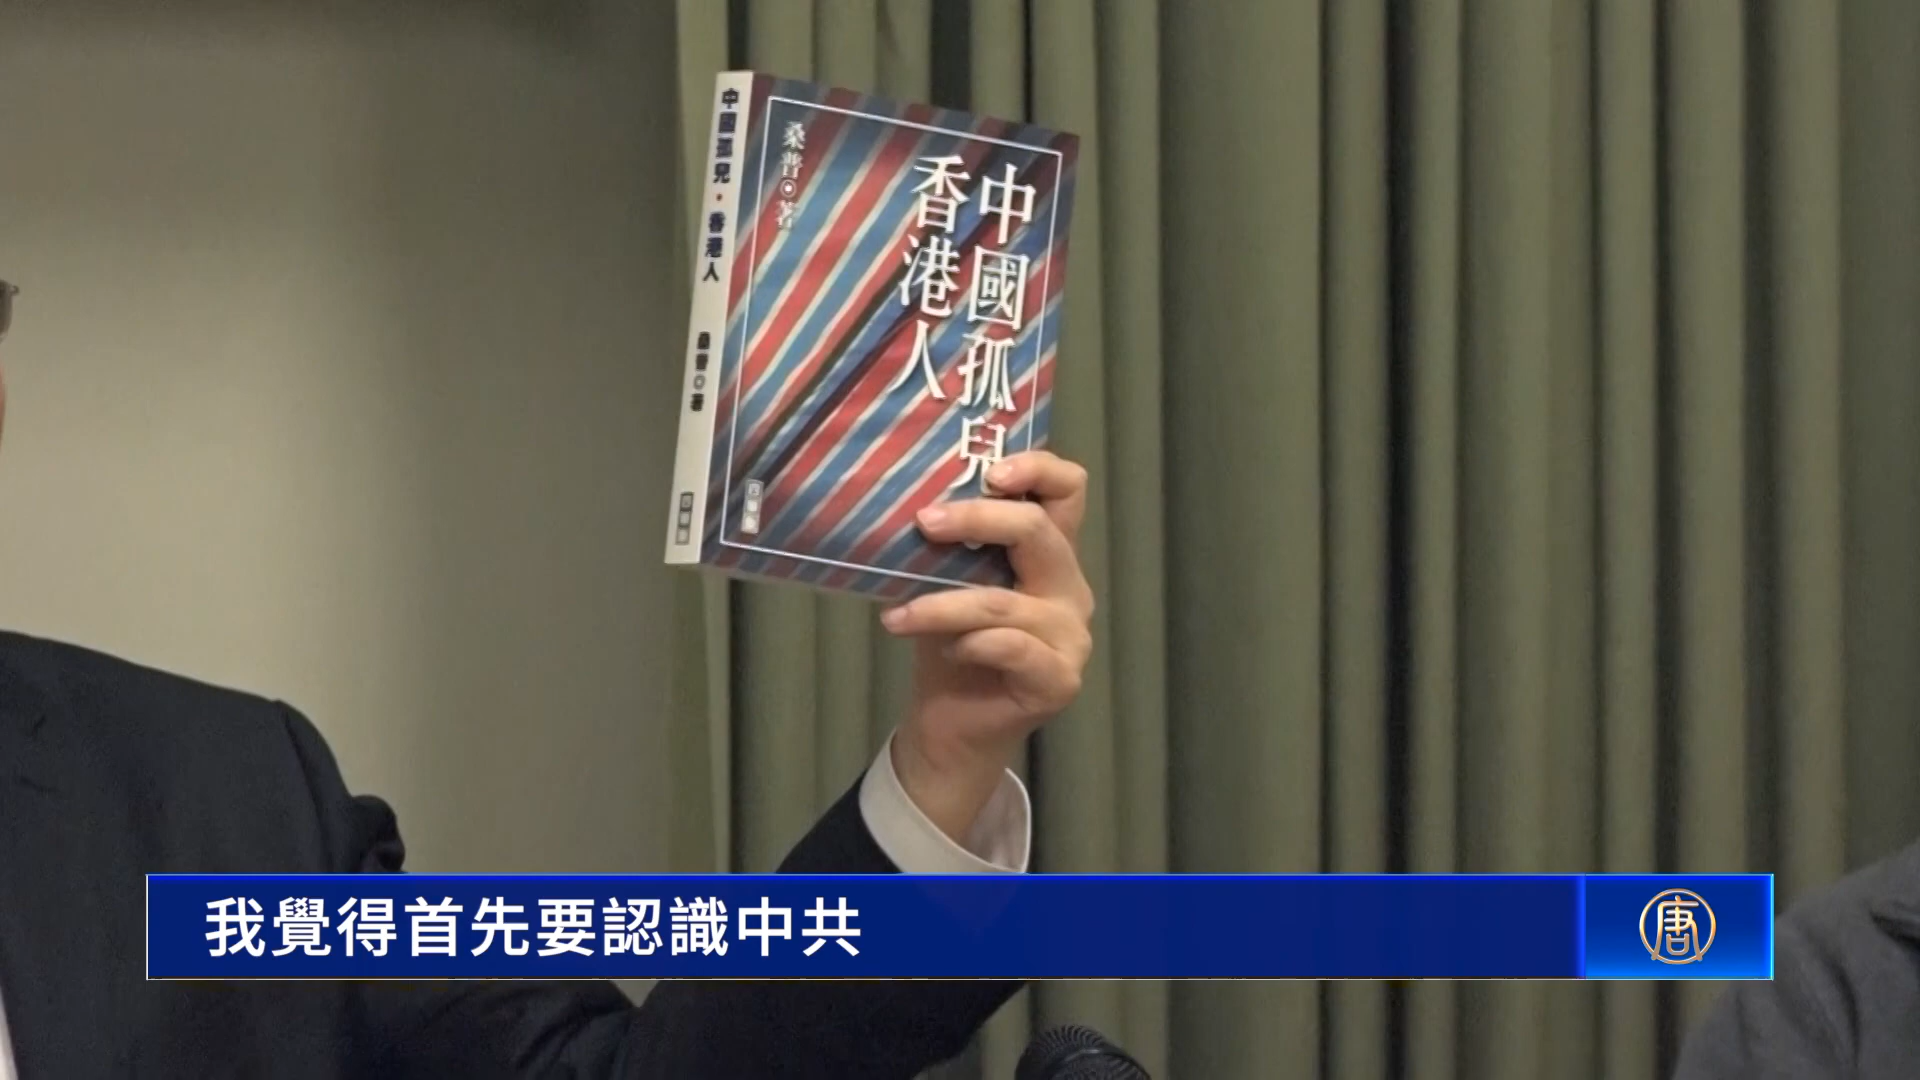 中國孤兒・香港人
桑普◎著
中國孤兒
香港人
桑普◎著
我覺得首先要認識中共
唐